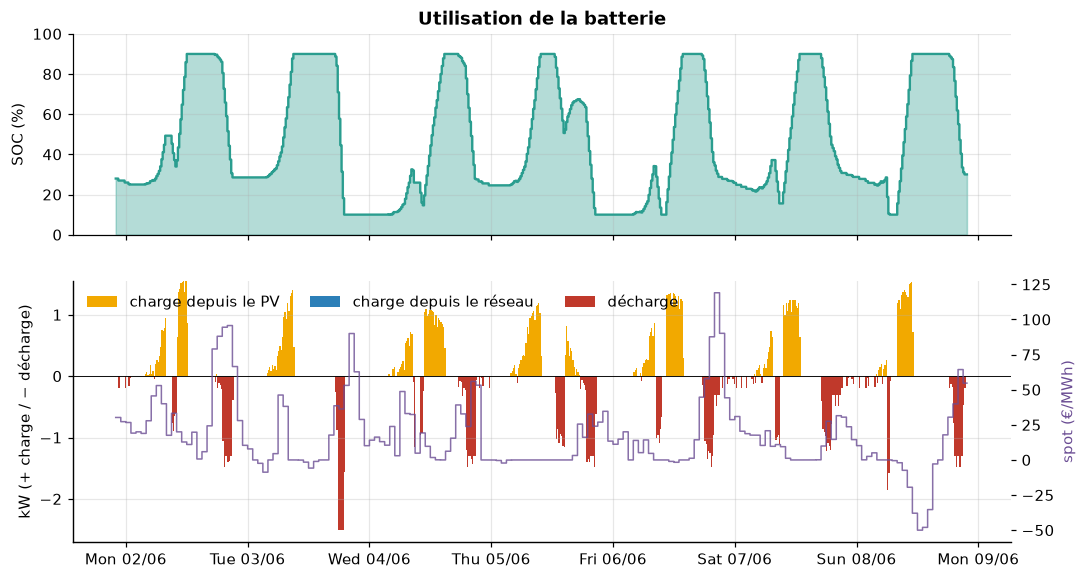 Utilisation de la batterie
SOC (%)
100
80
60
40
20
0
charge depuis le PV
charge depuis le réseau
décharge
kW (+ charge / − décharge)
1
0
−1
−2
125
100
75
50
25
0
−25
−50
spot (€/MWh)
Mon 02/06
Tue 03/06
Wed 04/06
Thu 05/06
Fri 06/06
Sat 07/06
Sun 08/06
Mon 09/06